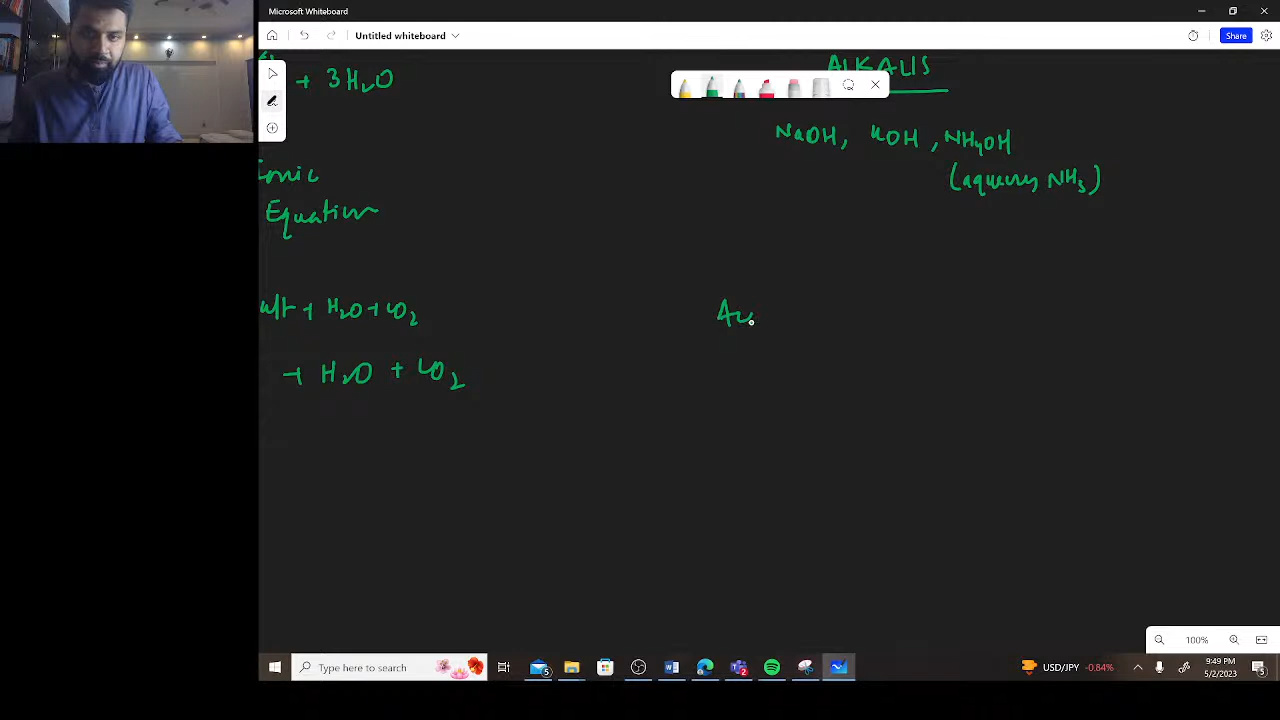 Microsoft Whiteboard
Untitled whiteboard
Share
ALKALIS
+ 3H₂O
NaOH, KOH, NH₄OH
(aqueous NH₃)
Ionic
Equation
+ H₂O + CO₂
+ H₂O + CO₂
100%
Type here to search
USD/JPY -0.84%
9:49 PM
5/2/2023